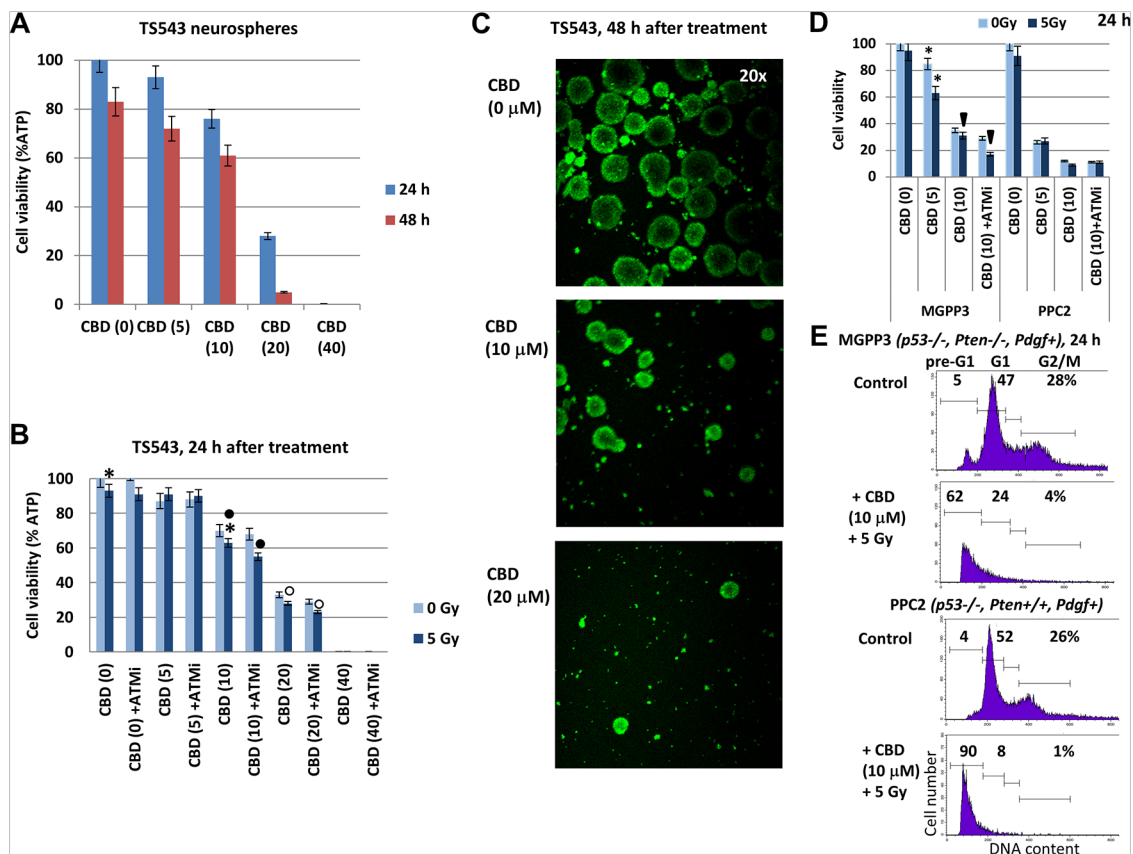 A
TS543 neurospheres
Cell viability (%ATP)
100
80
60
40
20
0
CBD (0)
CBD (5)
CBD
(10)
CBD
(20)
CBD
(40)
24 h
48 h
B
TS543, 24 h after treatment
Cell viability (% ATP)
100
80
60
40
20
0
*
*
CBD (0)
CBD (0) +ATMi
CBD (5)
CBD (5) +ATMi
CBD (10)
CBD (10) +ATMi
CBD (20)
CBD (20) +ATMi
CBD (40)
CBD (40) +ATMi
0 Gy
5 Gy
C
TS543, 48 h after treatment
CBD
(0 μM)
20x
CBD
(10 μM)
CBD
(20 μM)
D
0Gy
5Gy
24 h
Cell viability
100
80
60
40
20
0
*
*
CBD (0)
CBD (5)
CBD (10)
CBD (10) +ATMi
CBD (0)
CBD (5)
CBD (10)
CBD (10)+ATMi
MGPP3
PPC2
E
MGPP3 (p53-/-, Pten-/-, Pdgf+), 24 h
pre-G1 G1 G2/M
Control
5 47 28%
+ CBD
(10 μM)
+ 5 Gy
62 24 4%
PPC2 (p53-/-, Pten+/+, Pdgf+)
Control
4 52 26%
+ CBD
(10 μM)
+ 5 Gy
90 8 1%
Cell number
DNA content